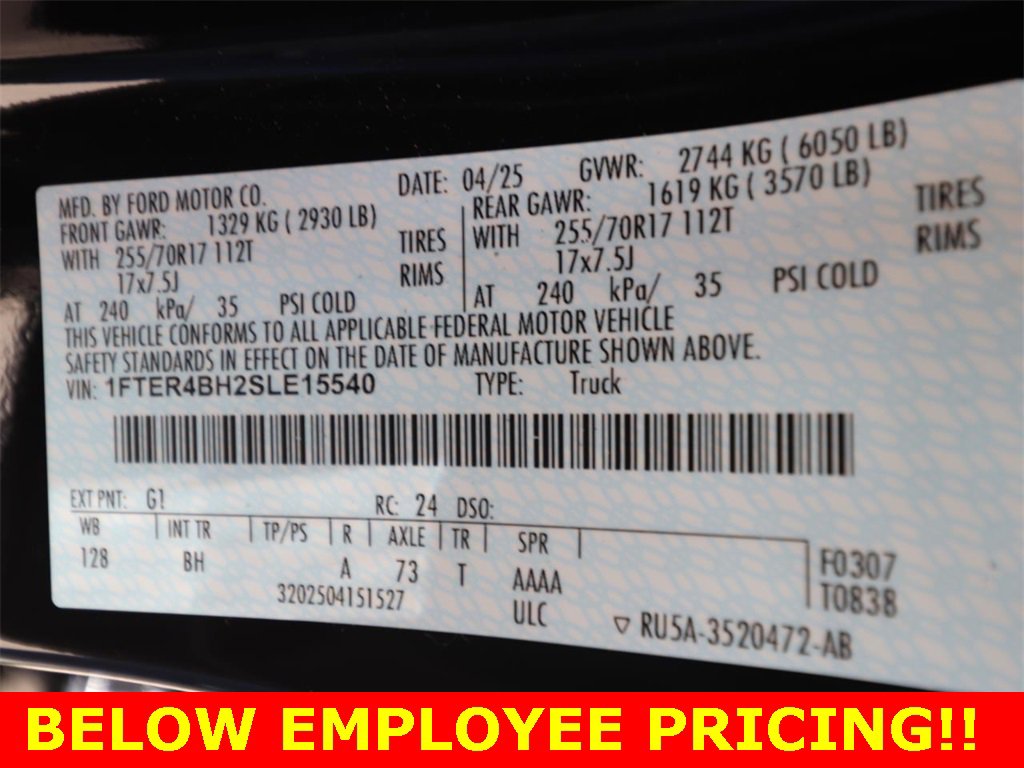 MFD. BY FORD MOTOR CO. DATE: 04/25 GVWR: 2744 KG ( 6050 LB)
FRONT GAWR: 1329 KG ( 2930 LB) REAR GAWR: 1619 KG ( 3570 LB)
WITH 255/70R17 112T TIRES WITH 255/70R17 112T TIRES
17x7.5J RIMS 17x7.5J RIMS
AT 240 kPa/ 35 PSI COLD AT 240 kPa/ 35 PSI COLD
THIS VEHICLE CONFORMS TO ALL APPLICABLE FEDERAL MOTOR VEHICLE
SAFETY STANDARDS IN EFFECT ON THE DATE OF MANUFACTURE SHOWN ABOVE.
VIN: 1FTER4BH2SLE15540 TYPE: Truck
EXT PNT: G1 RC: 24 DSO:
WB INT TR TP/PS R AXLE TR SPR
128 BH A 73 T AAAA F0307
3202504151527 ULC T0838
▽ RU5A-3520472-AB
BELOW EMPLOYEE PRICING!!